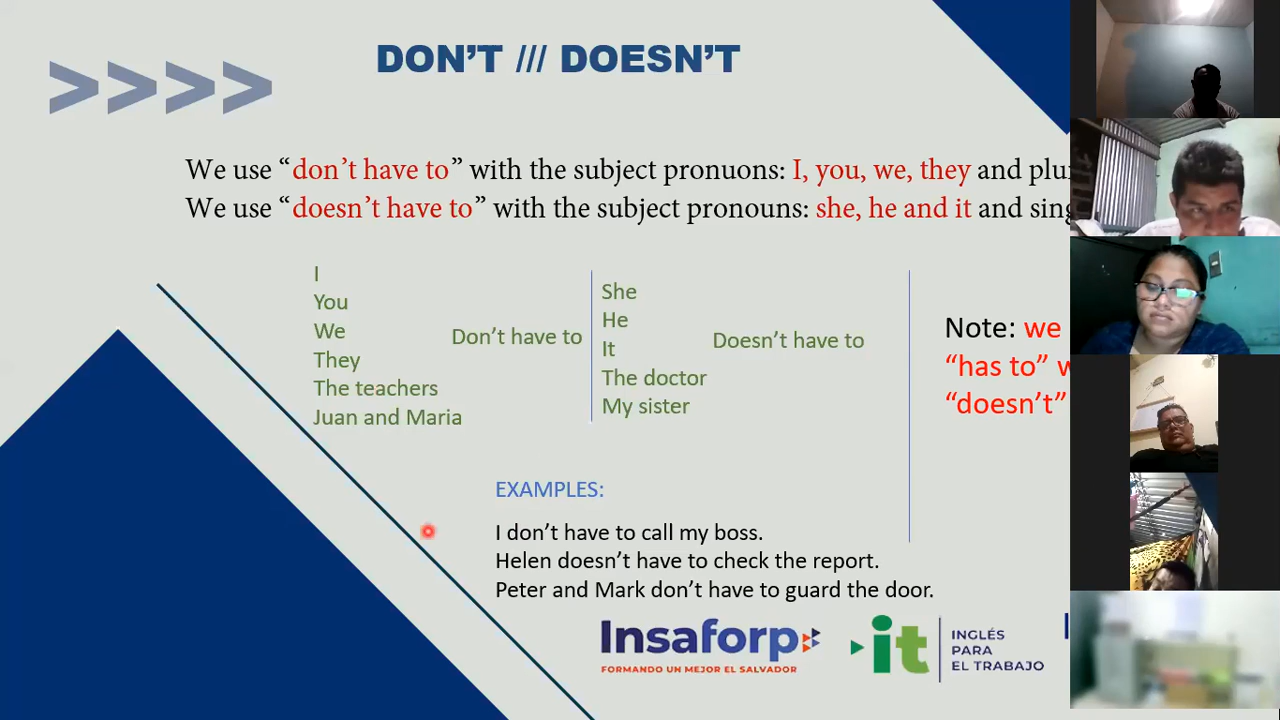 >>>>
DON'T /// DOESN'T
We use “don't have to” with the subject pronuons: I, you, we, they and
We use “doesn't have to” with the subject pronouns: she, he and it and
I
You
We
They
The teachers
Juan and Maria
Don't have to
She
He
It
The doctor
My sister
Doesn't have to
Note: we
“has to”
“doesn't”
EXAMPLES:
I don't have to call my boss.
Helen doesn't have to check the report.
Peter and Mark don't have to guard the door.
Insaforp
FORMANDO UN MEJOR EL SALVADOR
it
INGLÉS
PARA
EL TRABAJO